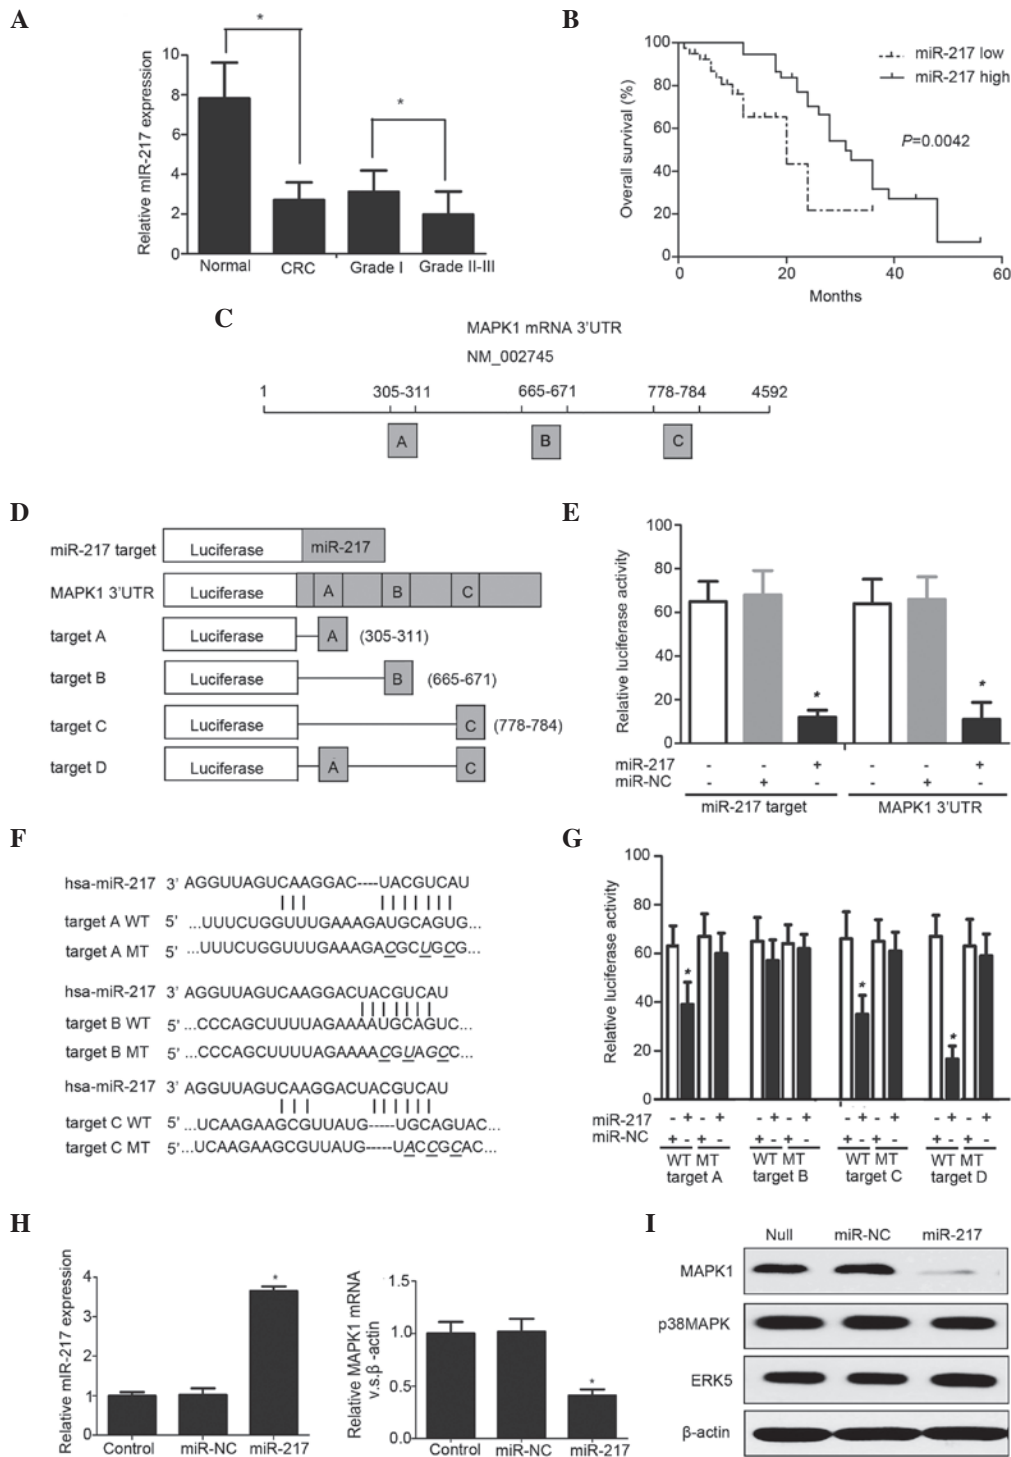 A
Relative mIR-217 expression
10
8
6
4
2
0
*
*
Normal
CRC
Grade I
Grade II-III
B
Overall survival (%)
100
80
60
40
20
0
0
20
40
60
Months
miR-217 low
miR-217 high
P=0.0042
C
MAPK1 mRNA 3'UTR
NM_002745
1
305-311
665-671
778-784
4592
A
B
C
D
miR-217 target
Luciferase
miR-217
MAPK1 3'UTR
Luciferase
A
B
C
target A
Luciferase
A
(305-311)
target B
Luciferase
B
(665-671)
target C
Luciferase
C
(778-784)
target D
Luciferase
A
C
E
Relative luciferase activity
100
80
60
40
20
0
*
*
miR-217 - - + - - +
miR-NC - + - - + -
miR-217 target
MAPK1 3'UTR
F
hsa-miR-217 3' AGGUUAGUCAAGGAC----UACGUCAU
target A WT 5' ...UUUCUGGUUUGAAAGAUGCAGUG...
target A MT 5' ...UUUCUGGUUUGAAAGACGCUGCG...
hsa-miR-217 3' AGGUUAGUCAAGGACUACGUCAU
target B WT 5' ...CCCAGCUUUUAGAAAAUGCAGUC...
target B MT 5' ...CCCAGCUUUUAGAAAACGUAGCC...
hsa-miR-217 3' AGGUUAGUCAAGGACUACGUCAU
target C WT 5' ...UCAAGAAGCGUUAUG-----UGCAGUAC...
target C MT 5'...UCAAGAAGCGUUAUG-----UACCGCAC...
G
Relative luciferase activity
100
80
60
40
20
0
*
*
*
miR-217 - + - + - + - + - + - + - + - +
miR-NC + - + - + - + - + - + - + - + -
WT MT WT MT WT MT WT MT
target A target B target C target D
H
Relative mIR-217 expression
4
3
2
1
0
*
Control
miR-NC
miR-217
Relative MAPK1 mRNA
v.s.β -actin
1.5
1.0
0.5
0.0
*
Control
miR-NC
miR-217
I
Null miR-NC miR-217
MAPK1
p38MAPK
ERK5
β-actin